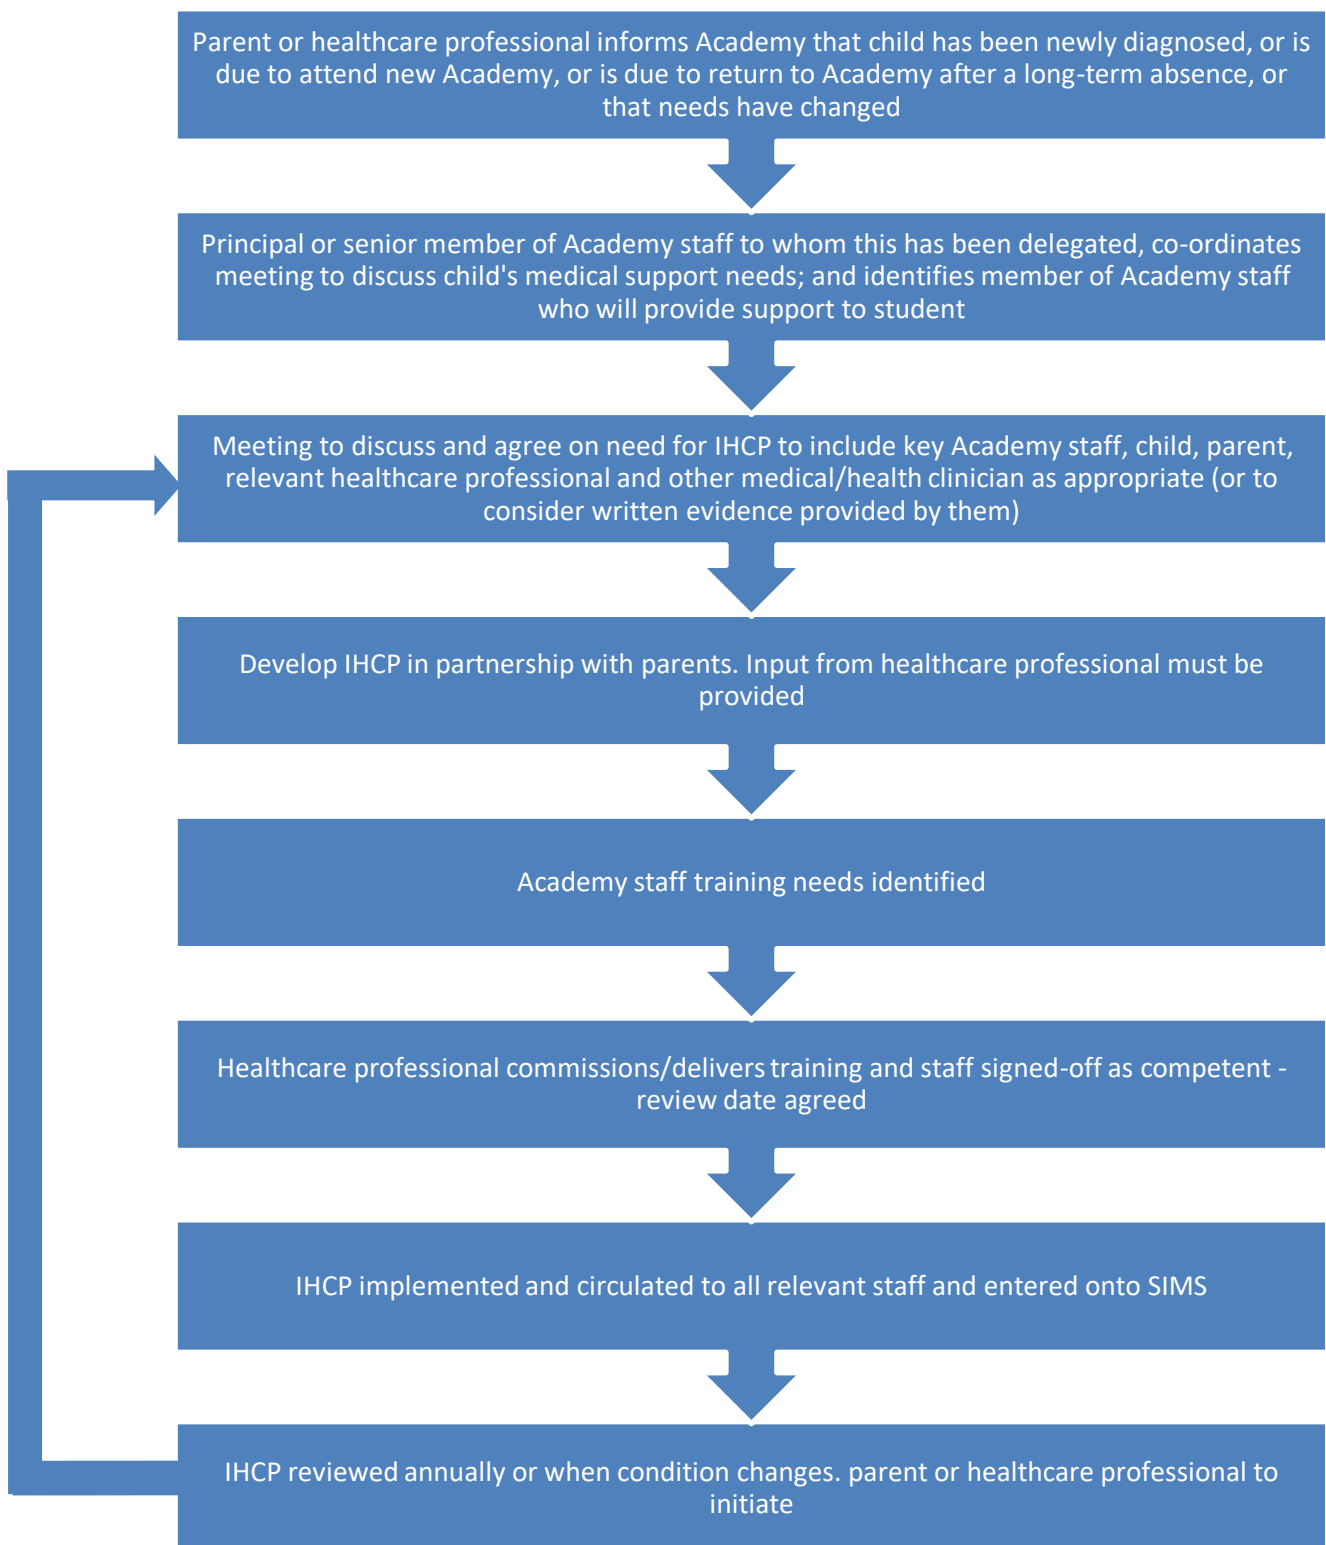 Parent or healthcare professional informs Academy that child has been newly diagnosed, or is
due to attend new Academy, or is due to return to Academy after a long-term absence, or
that needs have changed
Principal or senior member of Academy staff to whom this has been delegated, co-ordinates
meeting to discuss child's medical support needs; and identifies member of Academy staff
who will provide support to student
Meeting to discuss and agree on need for IHCP to include key Academy staff, child, parent,
relevant healthcare professional and other medical/health clinician as appropriate (or to
consider written evidence provided by them)
Develop IHCP in partnership with parents. Input from healthcare professional must be
provided
Academy staff training needs identified
Healthcare professional commissions/delivers training and staff signed-off as competent -
review date agreed
IHCP implemented and circulated to all relevant staff and entered onto SIMS
IHCP reviewed annually or when condition changes. parent or healthcare professional to
initiate